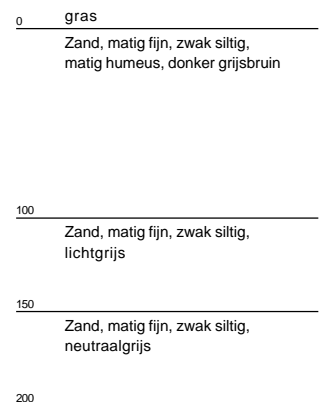 0 gras
Zand, matig fijn, zwak siltig,
matig humeus, donker grijsbruin
100
Zand, matig fijn, zwak siltig,
lichtgrijs
150
Zand, matig fijn, zwak siltig,
neutraalgrijs
200